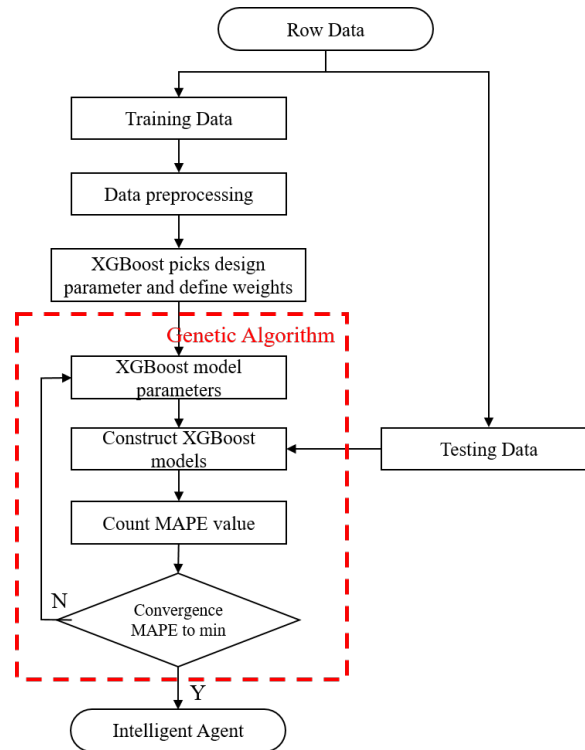 Row Data
Training Data
Data preprocessing
XGBoost picks design
parameter and define weights
Genetic Algorithm
XGBoost model
parameters
Construct XGBoost
models
Testing Data
Count MAPE value
N
Convergence
MAPE to min
Y
Intelligent Agent